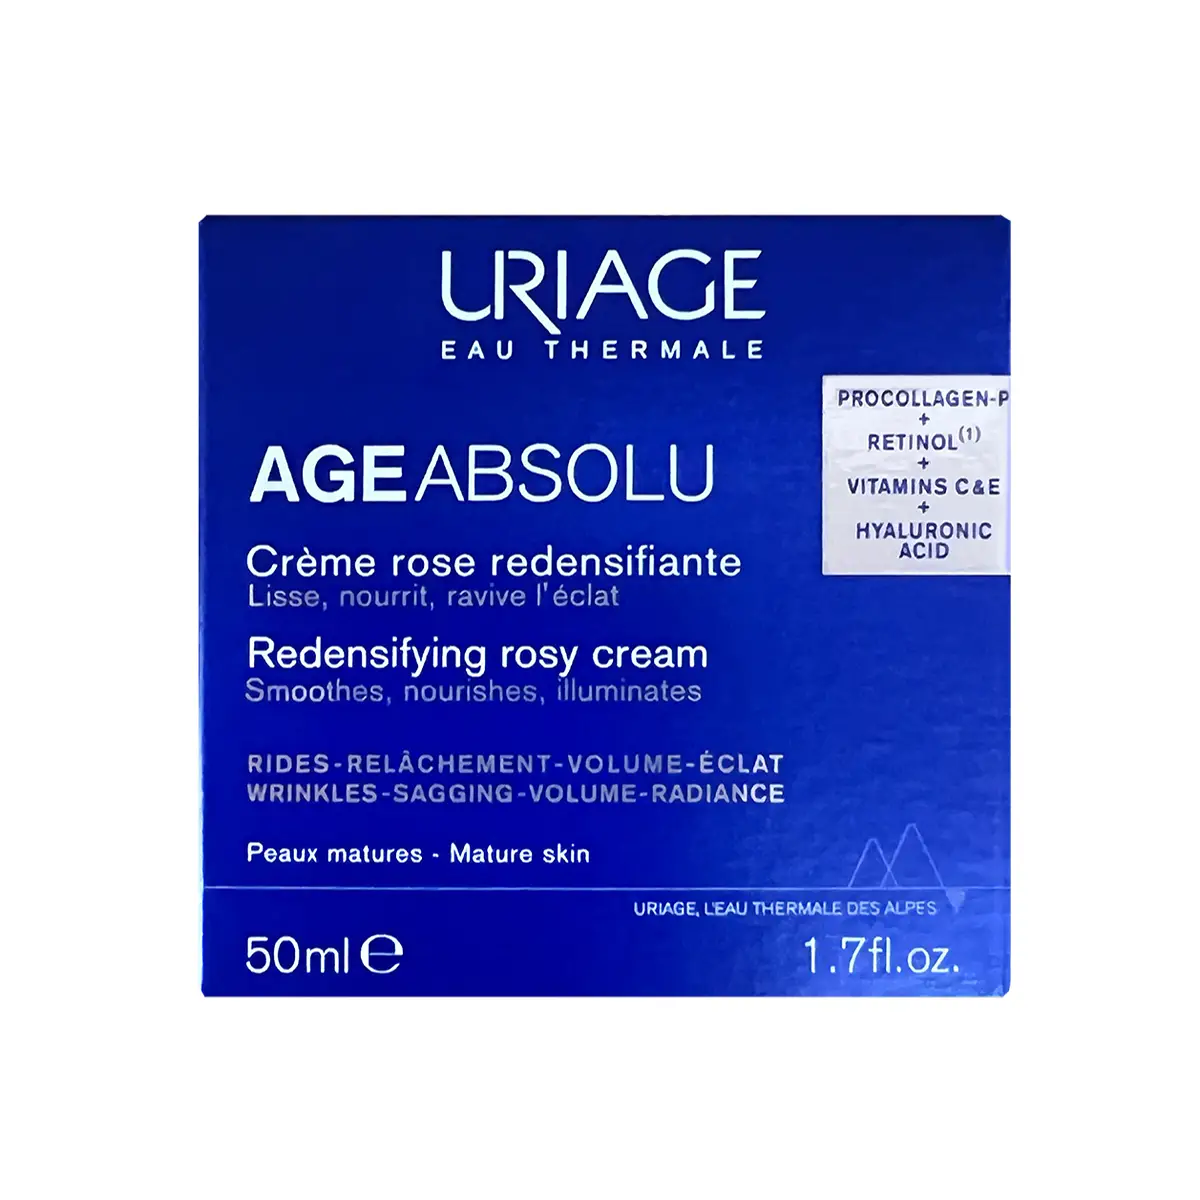 URIAGE
EAU THERMALE
PROCOLLAGEN-P
+
RETINOL(1)
+
VITAMINS C&E
+
HYALURONIC
ACID
AGEABSOLU
Crème rose redensifiante
Lisse, nourrit, ravive l'éclat
Redensifying rosy cream
Smoothes, nourishes, illuminates
RIDES-RELÂCHEMENT-VOLUME-ÉCLAT
WRINKLES-SAGGING-VOLUME-RADIANCE
Peaux matures - Mature skin
URIAGE, L'EAU THERMALE DES ALPES
50ml e
1.7fl.oz.